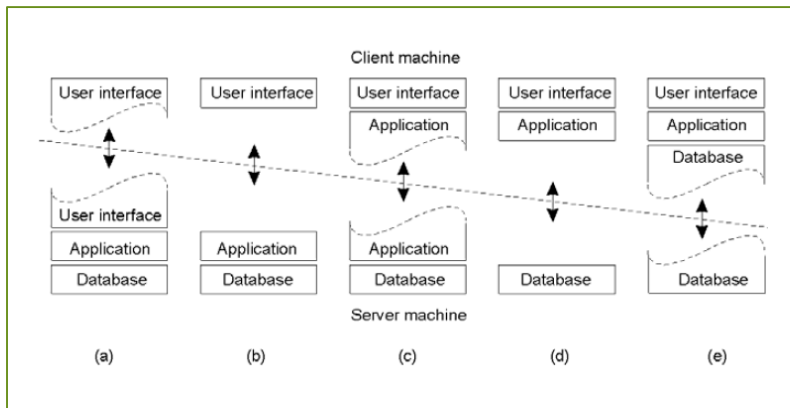 Client machine
User interface User interface User interface User interface User interface
Application Application Application
Database
User interface
Application Application Application
Database Database Database Database Database
Server machine
(a) (b) (c) (d) (e)